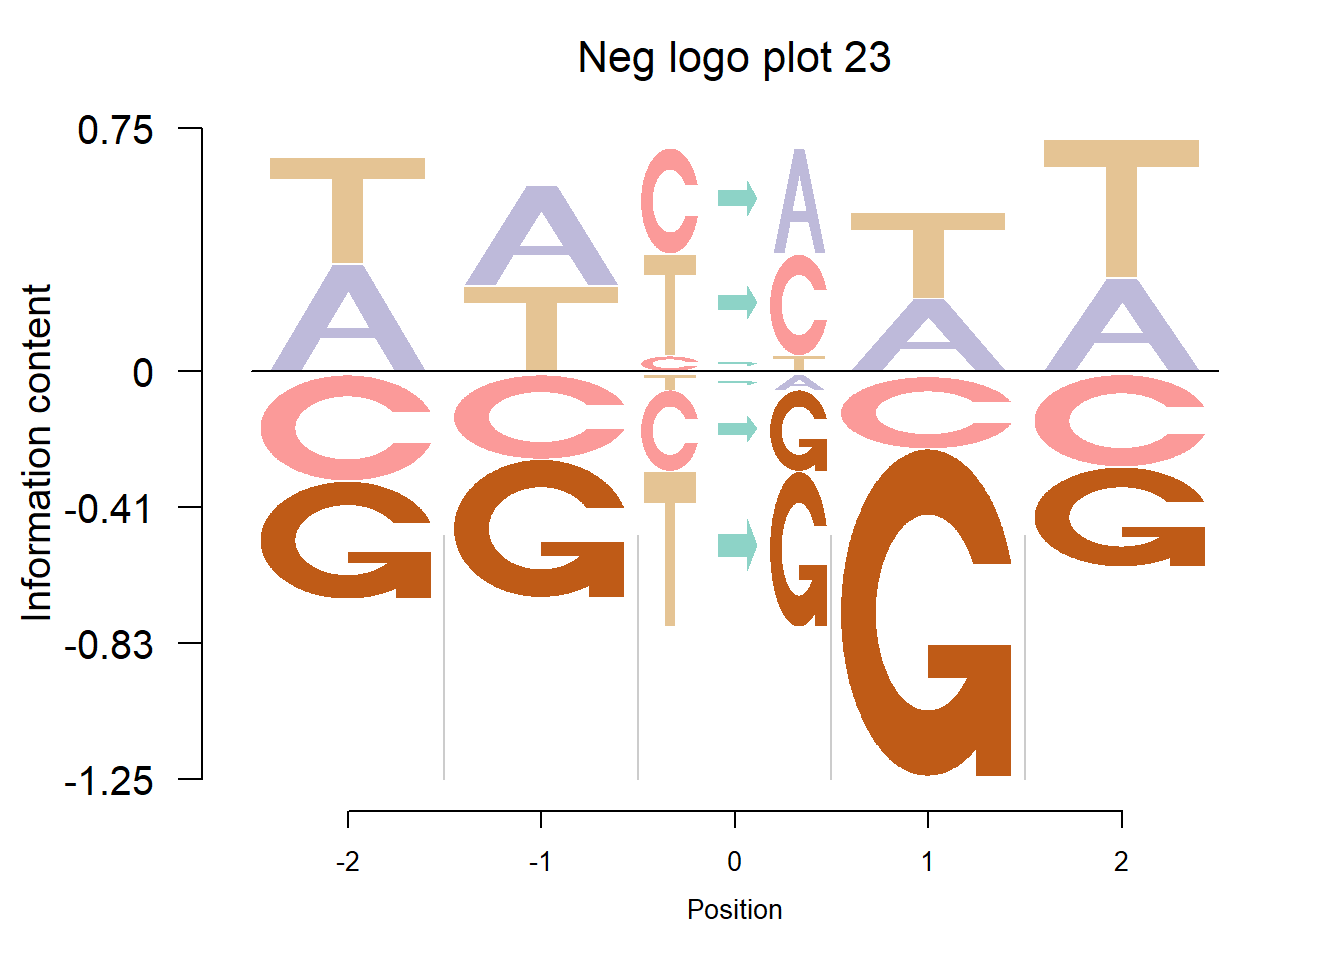 Neg logo plot 23
0.75
0
-0.41
-0.83
-1.25
Information content
T A C → A T T
A T T → C A A
C → T
T → A
C C C → G C C
G G T → G G G
-2 -1 0 1 2
Position